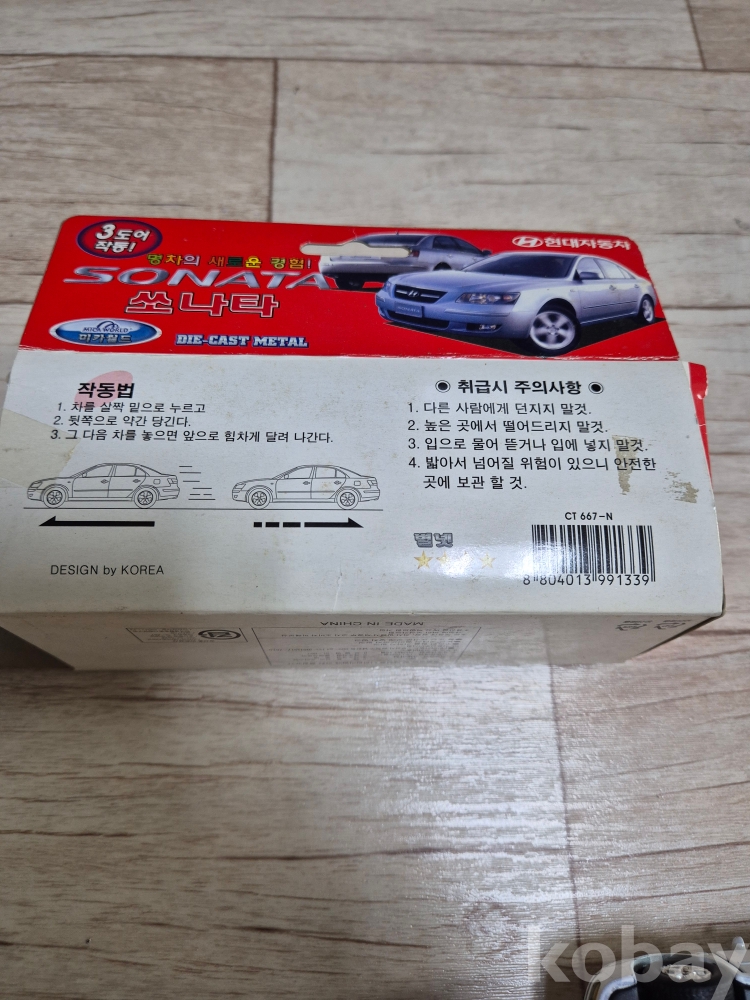 3도어
작동!
명차의 새로운 경험!
SONATA
쏘나타
MICA WORLD
미카월드
DIE-CAST METAL
현대자동차
SONATA
작동법
1. 차를 살짝 밑으로 누르고
2. 뒷쪽으로 약간 당긴다.
3. 그 다음 차를 놓으면 앞으로 힘차게 달려 나간다.
◉ 취급시 주의사항 ◉
1. 다른 사람에게 던지지 말것.
2. 높은 곳에서 떨어드리지 말것.
3. 입으로 물어 뜯거나 입에 넣지 말것.
4. 밟아서 넘어질 위험이 있으니 안전한
곳에 보관 할 것.
별넷
CT 667-N
8 804013 991339
DESIGN by KOREA
MADE IN CHINA
kobay